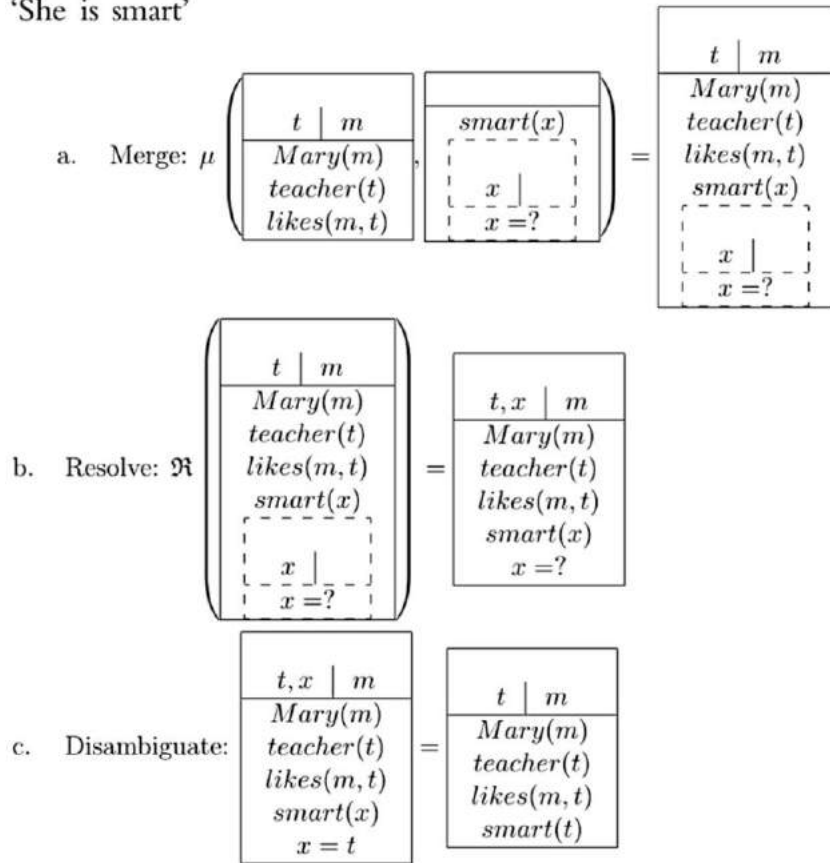 ‘She is smart’
t | m
Mary(m)
teacher(t)
likes(m, t)
smart(x)
x |
x =?
a. Merge: μ ( t | m , smart(x) ) =
Mary(m)
teacher(t) x |
likes(m, t) x =?
b. Resolve: ℜ
t | m
Mary(m)
teacher(t)
likes(m, t)
smart(x)
x |
x =?
=
t, x | m
Mary(m)
teacher(t)
likes(m, t)
smart(x)
x =?
c. Disambiguate:
t, x | m
Mary(m)
teacher(t)
likes(m, t)
smart(x)
x = t
=
t | m
Mary(m)
teacher(t)
likes(m, t)
smart(t)